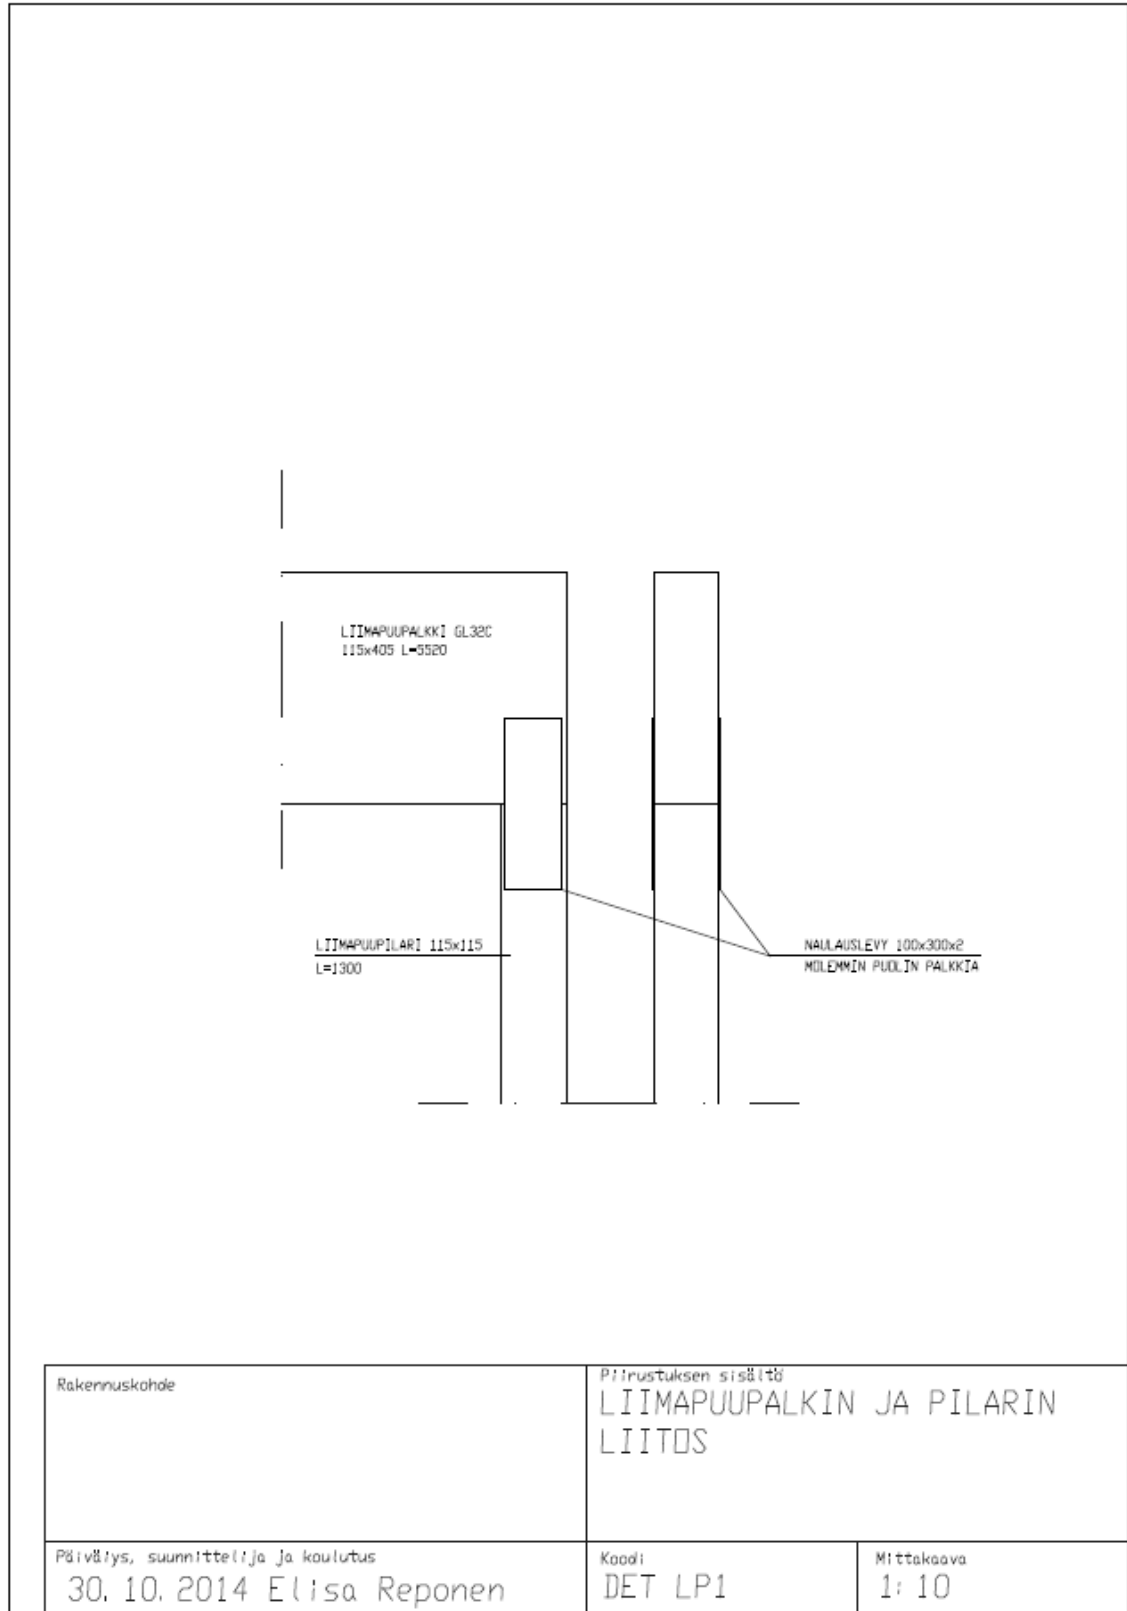 LIIMAPUUPALKKI GL32C
115x405 L=5520
LIIMAPUUPILARI 115x115
L=1300
NAULAUSLEVY 100x300x2
MOLEMMIN PUOLIN PALKKIA
Rakennuskohde
Piirustuksen sisältö
LIIMAPUUPALKIN JA PILARIN
LIITOS
Päiväys, suunnittelija ja koulutus
30.10.2014 Elisa Reponen
Koodi
DET LP1
Mittakaava
1:10